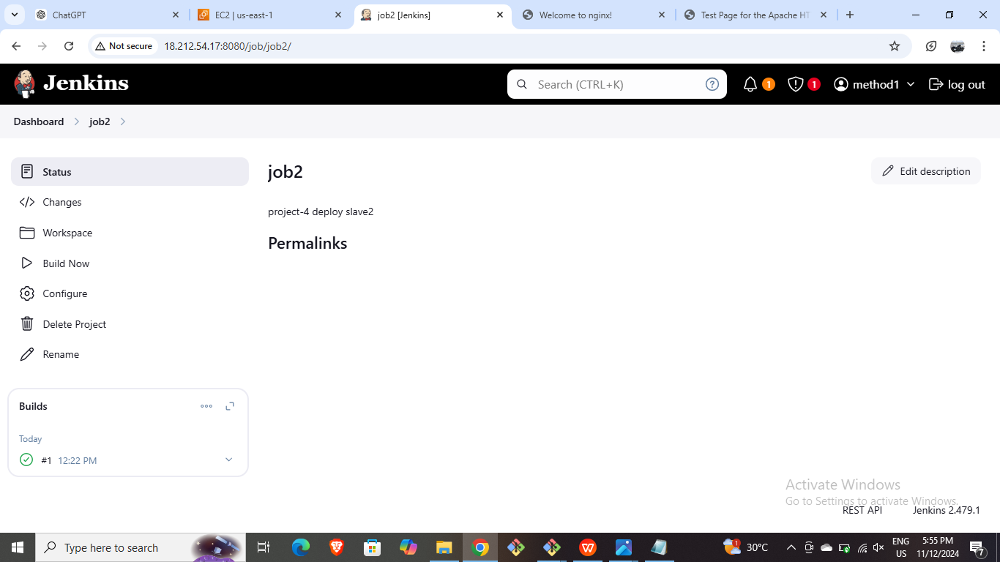 ChatGPT
EC2 | us-east-1
job2 [Jenkins]
Welcome to nginx!
Test Page for the Apache HT
Not secure
18.212.54.17:8080/job/job2/
Jenkins
Search (CTRL+K)
?
1
1
method1
log out
Dashboard
job2
Status
Changes
Workspace
Build Now
Configure
Delete Project
Rename
job2
Edit description
project-4 deploy slave2
Permalinks
Builds
Today
#1 12:22 PM
Activate Windows
Go to Settings to activate Windows.
REST API
Jenkins 2.479.1
Type here to search
1
30°C
ENG
US
5:55 PM
11/12/2024
7